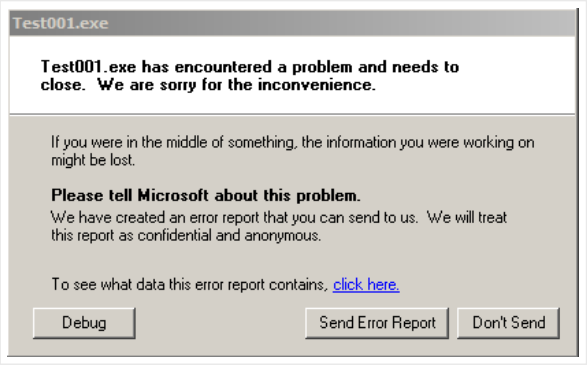 Test001.exe
Test001.exe has encountered a problem and needs to
close.  We are sorry for the inconvenience.
If you were in the middle of something, the information you were working on
might be lost.
Please tell Microsoft about this problem.
We have created an error report that you can send to us.  We will treat
this report as confidential and anonymous.
To see what data this error report contains, click here.
Debug
Send Error Report
Don't Send